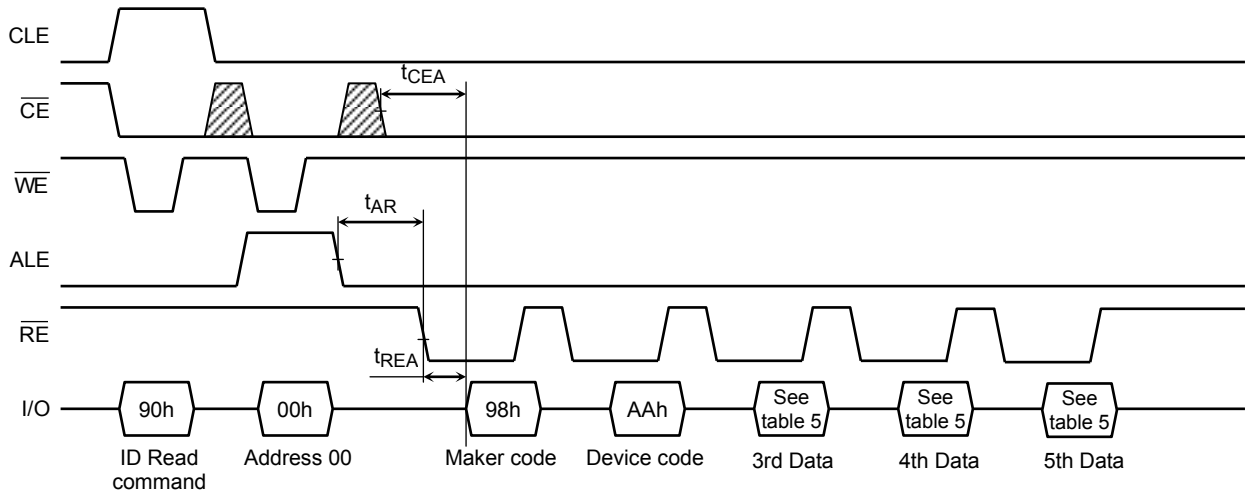 CLE
tCEA
CE
WE
tAR
ALE
RE
tREA
I/O
90h
00h
98h
AAh
See
table 5
See
table 5
See
table 5
ID Read
command
Address 00
Maker code
Device code
3rd Data
4th Data
5th Data